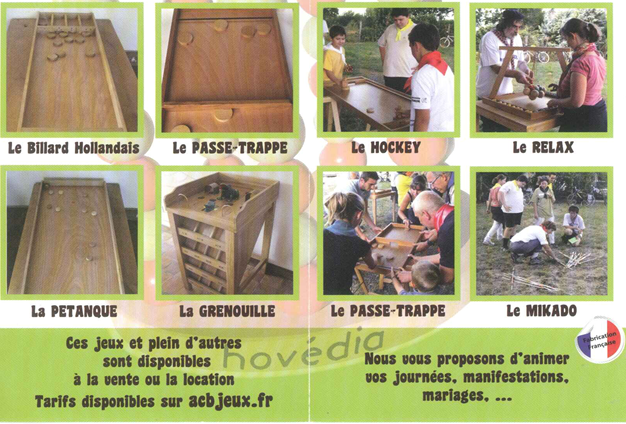 Le Billard Hollandais
Le PASSE-TRAPPE
Le HOCKEY
Le RELAX
La PETANQUE
La GRENOUILLE
Le PASSE-TRAPPE
Le MIKADO
Ces jeux et plein d'autres
sont disponibles
à la vente ou la location
Tarifs disponibles sur acbjeux.fr
hovédia
Nous vous proposons d'animer
vos journées, manifestations,
mariages, ...
Fabrication
française